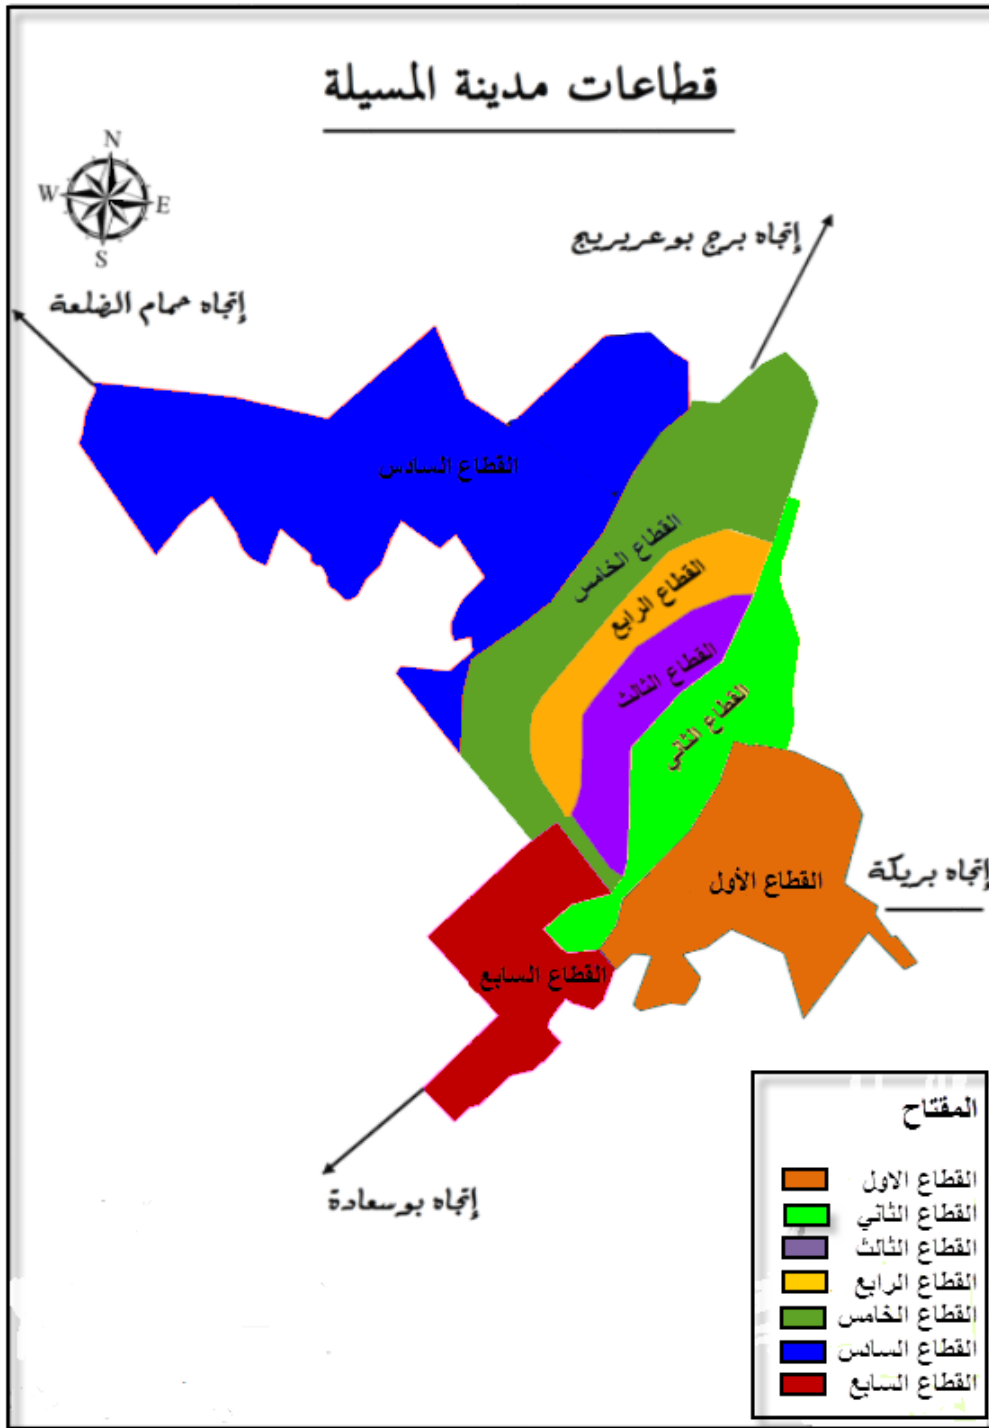 قطاعات مدينة المسيلة
N
W
E
S
إتجاه برج بوعريريج
إتجاه حمام الضلعة
القطاع السادس
القطاع الخامس
القطاع الرابع
القطاع الثالث
القطاع الثاني
القطاع الأول
إتجاه بريكة
القطاع السابع
إتجاه بوسعادة
المفتاح
القطاع الاول
القطاع الثاني
القطاع الثالث
القطاع الرابع
القطاع الخامس
القطاع السادس
القطاع السابع